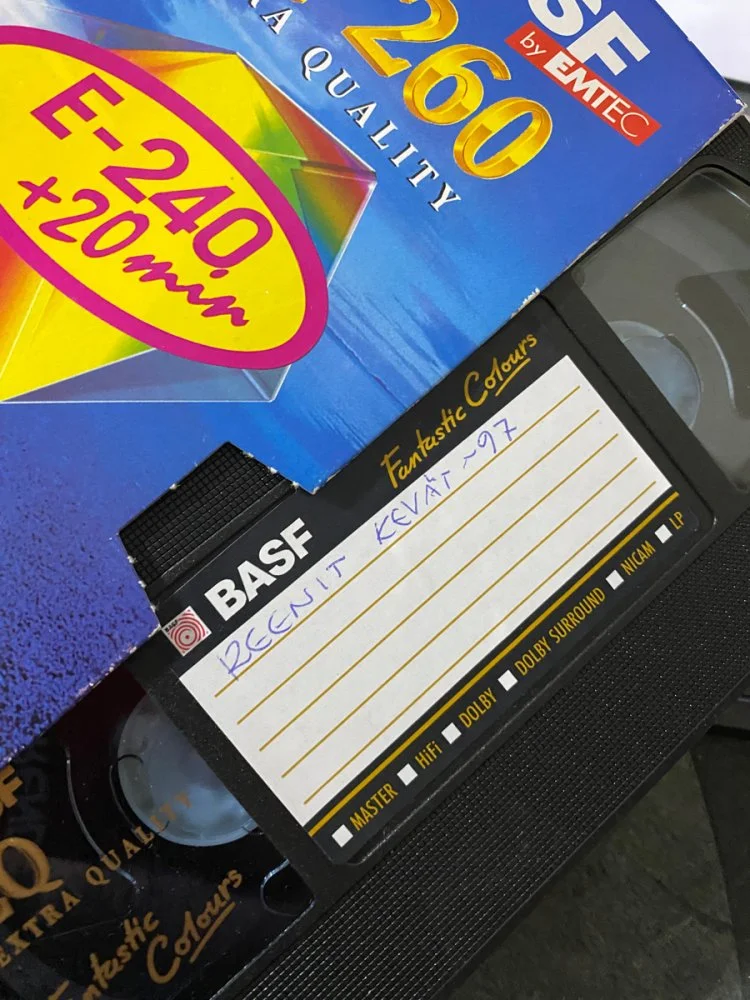 SF
by EMTEC
260
A QUALITY
E-240
+20 min
Fantastic Colours
BASF
REENIT KEVÄT ~97
MASTER HiFi DOLBY DOLBY SURROUND NICAM LP
F
Q
EXTRA QUALITY
Fantastic
Colours